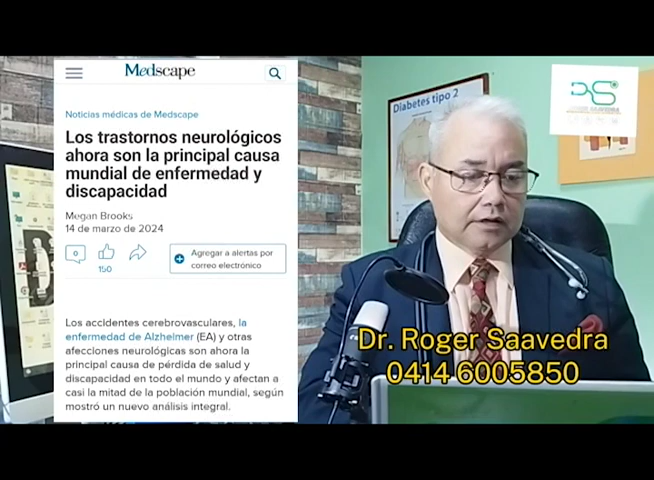 Medscape
Noticias médicas de Medscape
Los trastornos neurológicos
ahora son la principal causa
mundial de enfermedad y
discapacidad
Megan Brooks
14 de marzo de 2024
0
150
Agregar a alertas por
correo electrónico
Los accidentes cerebrovasculares, la
enfermedad de Alzheimer (EA) y otras
afecciones neurológicas son ahora la
principal causa de pérdida de salud y
discapacidad en todo el mundo y afectan a
casi la mitad de la población mundial, según
mostró un nuevo análisis integral.
Diabetes tipo 2
Dr. Roger Saavedra
0414 6005850